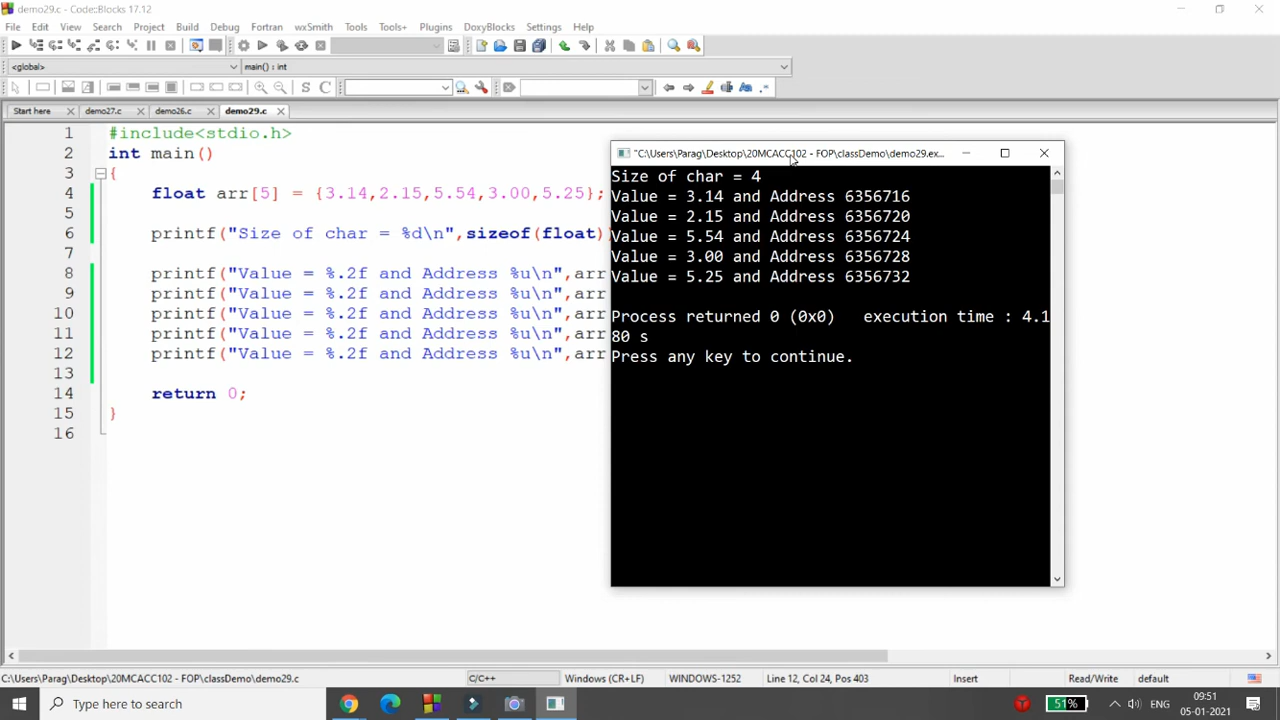 demo29.c - Code::Blocks 17.12
File Edit View Search Project Build Debug Fortran wxSmith Tools Tools+ Plugins DoxyBlocks Settings Help
<global>
main() : int
S C
Start here demo27.c demo26.c demo29.c
1 #include<stdio.h>
2 int main()
3 {
4 float arr[5] = {3.14,2.15,5.54,3.00,5.25};
5
6 printf("Size of char = %d\n",sizeof(float)
7
8 printf("Value = %.2f and Address %u\n",arr
9 printf("Value = %.2f and Address %u\n",arr
10 printf("Value = %.2f and Address %u\n",arr
11 printf("Value = %.2f and Address %u\n",arr
12 printf("Value = %.2f and Address %u\n",arr
13
14 return 0;
15 }
16
"C:\Users\Parag\Desktop\20MCACC102 - FOP\classDemo\demo29.ex...
Size of char = 4
Value = 3.14 and Address 6356716
Value = 2.15 and Address 6356720
Value = 5.54 and Address 6356724
Value = 3.00 and Address 6356728
Value = 5.25 and Address 6356732
Process returned 0 (0x0) execution time : 4.1
80 s
Press any key to continue.
C:\Users\Parag\Desktop\20MCACC102 - FOP\classDemo\demo29.c C/C++ Windows (CR+LF) WINDOWS-1252 Line 12, Col 24, Pos 403 Insert Read/Write default
Type here to search
51%
ENG
09:51
05-01-2021